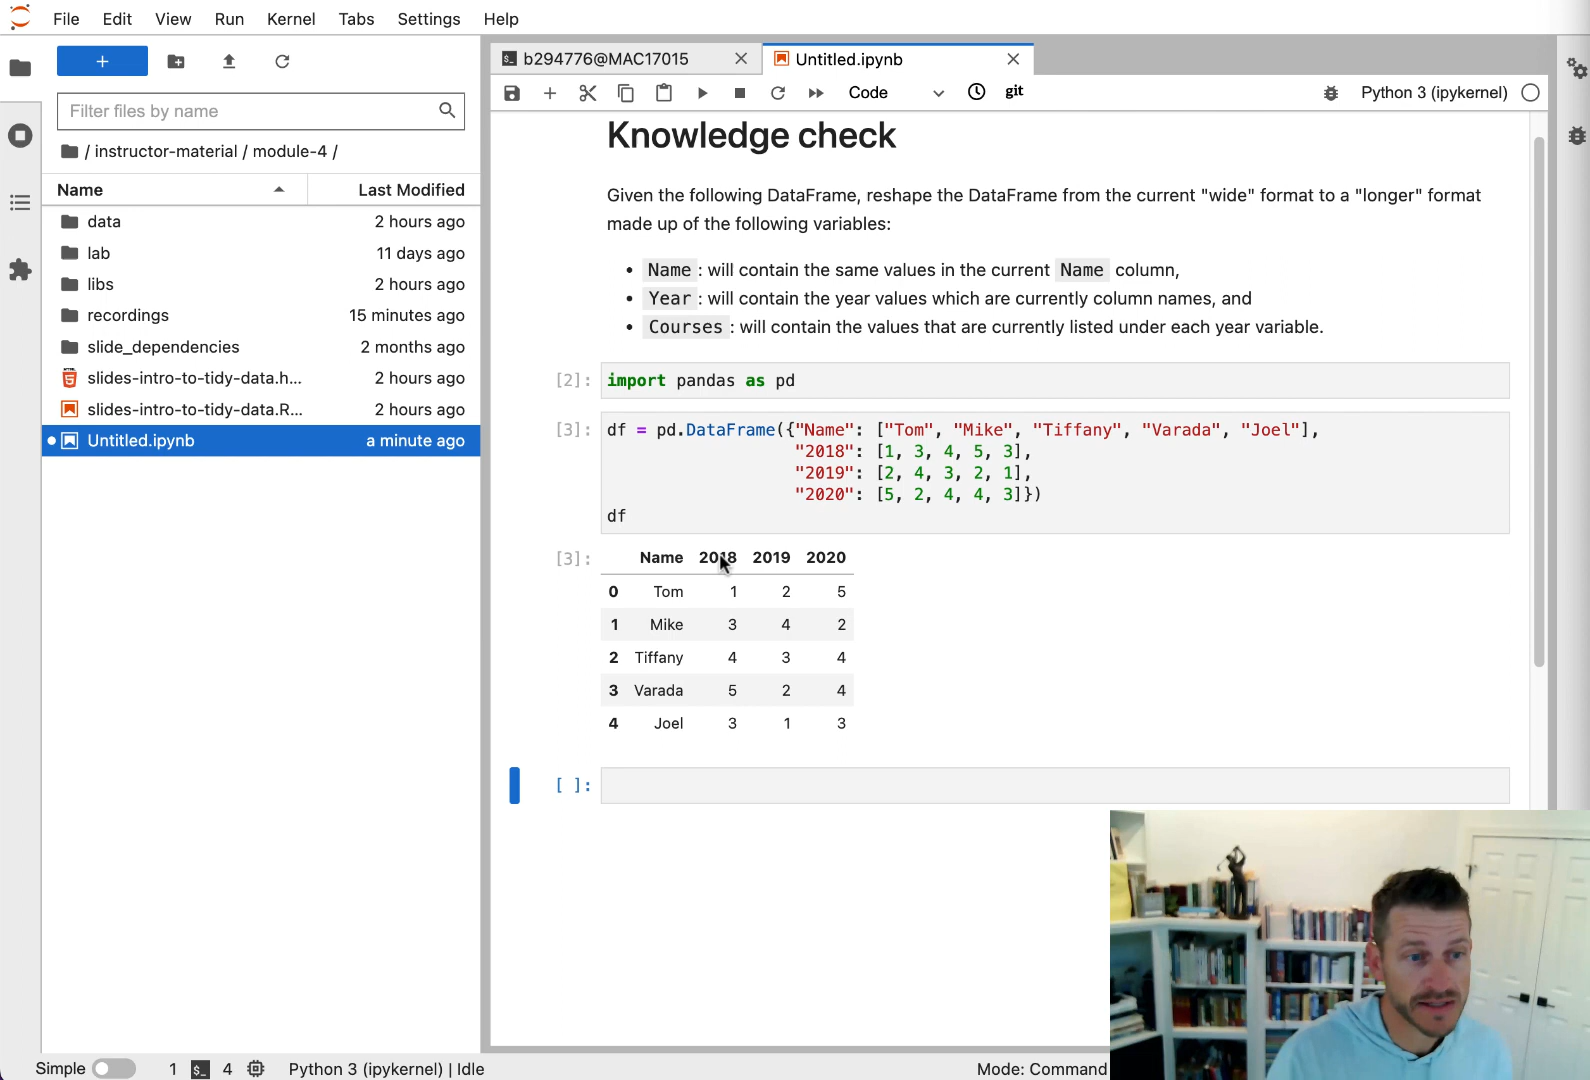 File Edit View Run Kernel Tabs Settings Help
b294776@MAC17015
Untitled.ipynb
Code
git
Python 3 (ipykernel)
Filter files by name
/ instructor-material / module-4 /
Name Last Modified
data 2 hours ago
lab 11 days ago
libs 2 hours ago
recordings 15 minutes ago
slide_dependencies 2 months ago
slides-intro-to-tidy-data.h... 2 hours ago
slides-intro-to-tidy-data.R... 2 hours ago
Untitled.ipynb a minute ago
Knowledge check
Given the following DataFrame, reshape the DataFrame from the current "wide" format to a "longer" format
made up of the following variables:
• Name : will contain the same values in the current Name column,
• Year : will contain the year values which are currently column names, and
• Courses : will contain the values that are currently listed under each year variable.
[2]: import pandas as pd
[3]: df = pd.DataFrame({"Name": ["Tom", "Mike", "Tiffany", "Varada", "Joel"],
"2018": [1, 3, 4, 5, 3],
"2019": [2, 4, 3, 2, 1],
"2020": [5, 2, 4, 4, 3]})
df
[3]: Name 2018 2019 2020
0 Tom 1 2 5
1 Mike 3 4 2
2 Tiffany 4 3 4
3 Varada 5 2 4
4 Joel 3 1 3
[ ]:
Simple 1 $_ 4 Python 3 (ipykernel) | Idle Mode: Command